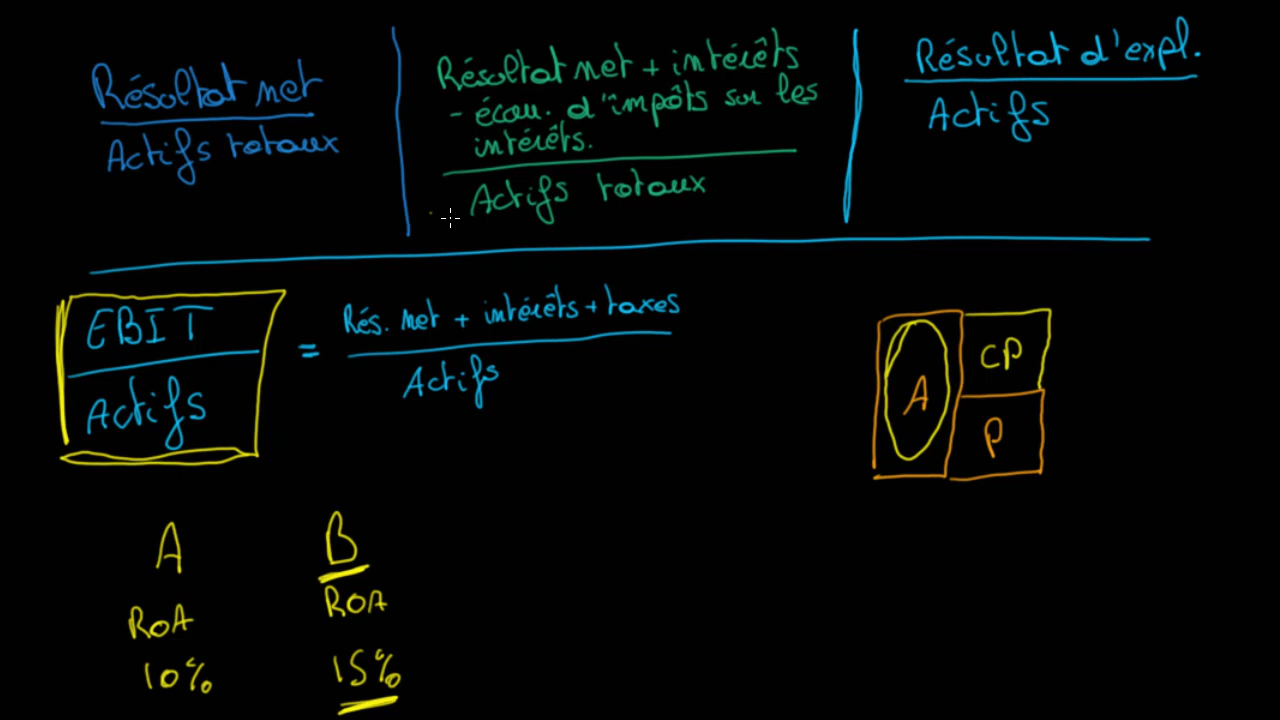 Résultat net
Actifs totaux
Résultat net + intérêts
- écon. d'impôts sur les
intérêts.
Actifs totaux
Résultat d'expl.
Actifs
EBIT
Actifs
=
Rés. net + intérêts + taxes
Actifs
A
CP
P
A
B
ROA
ROA
10%
15%